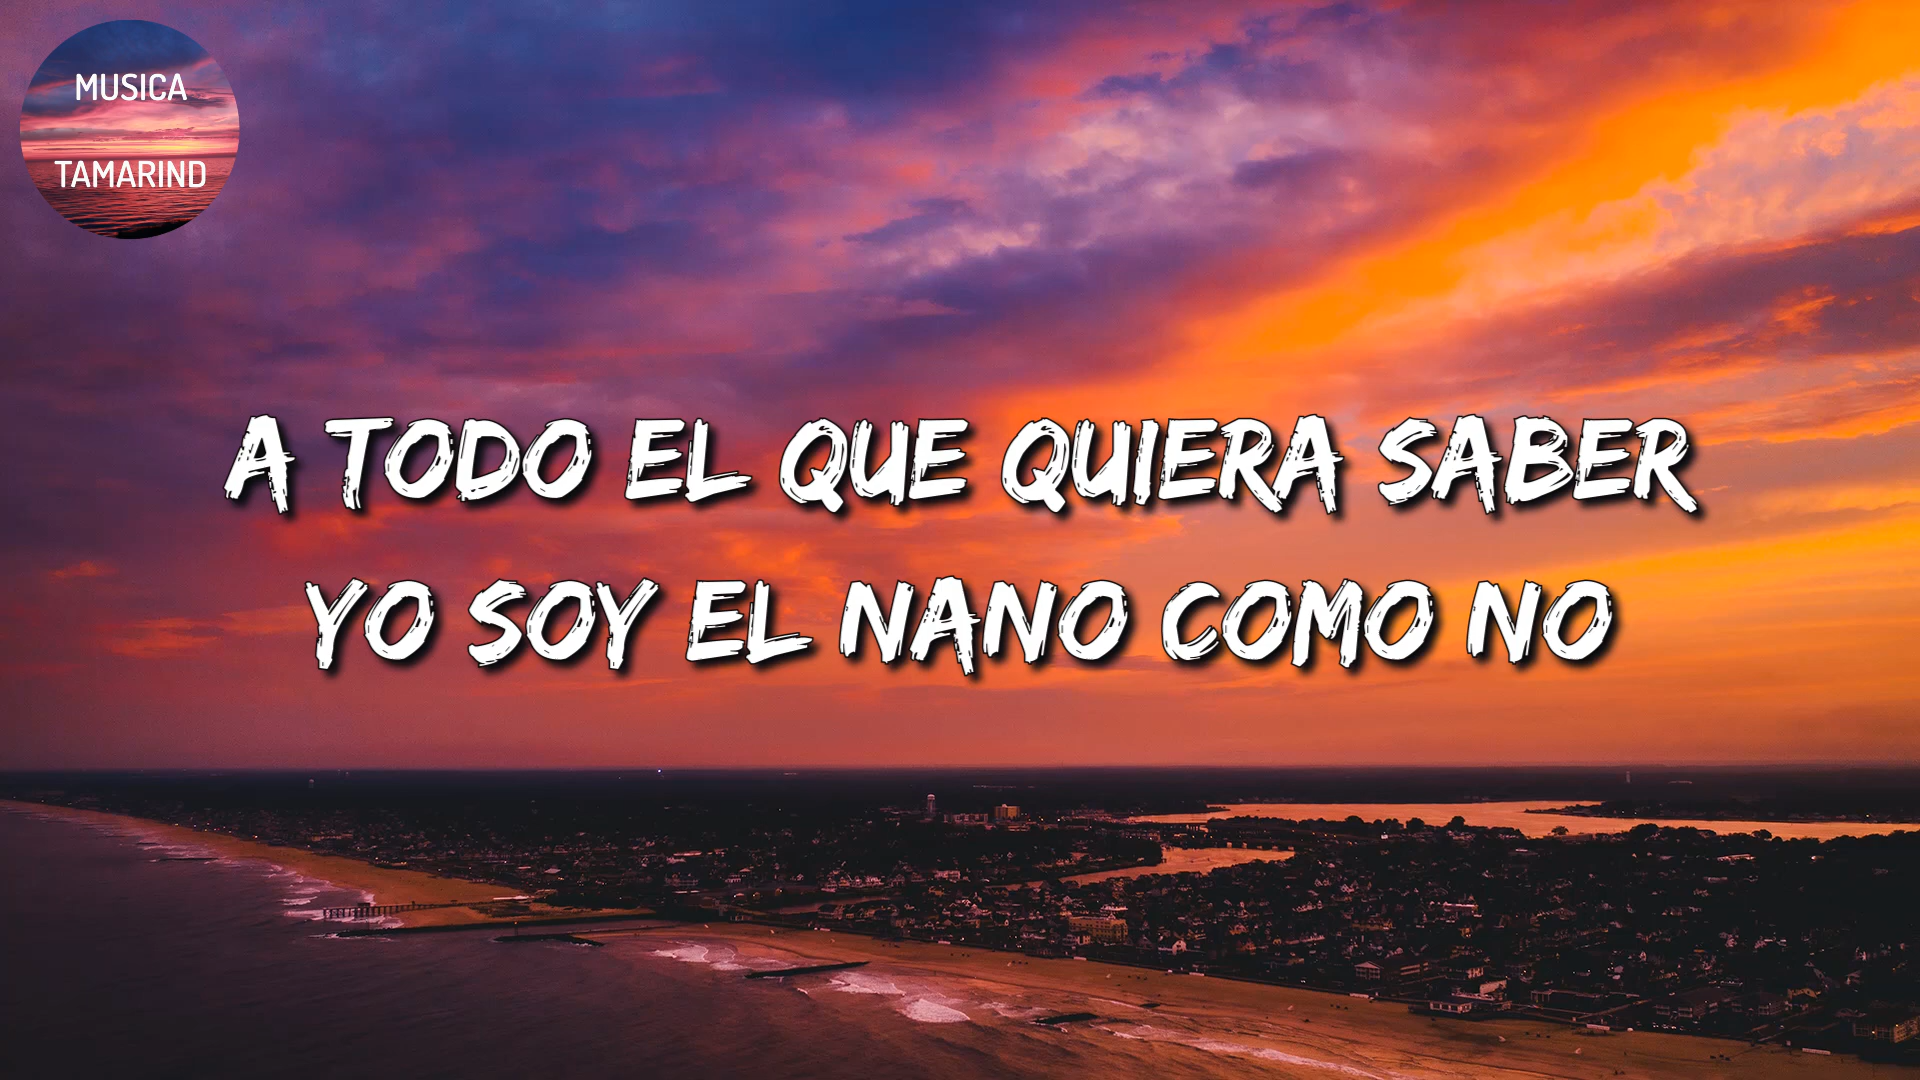 MUSICA
TAMARIND
A TODO EL QUE QUIERA SABER
YO SOY EL NANO COMO NO